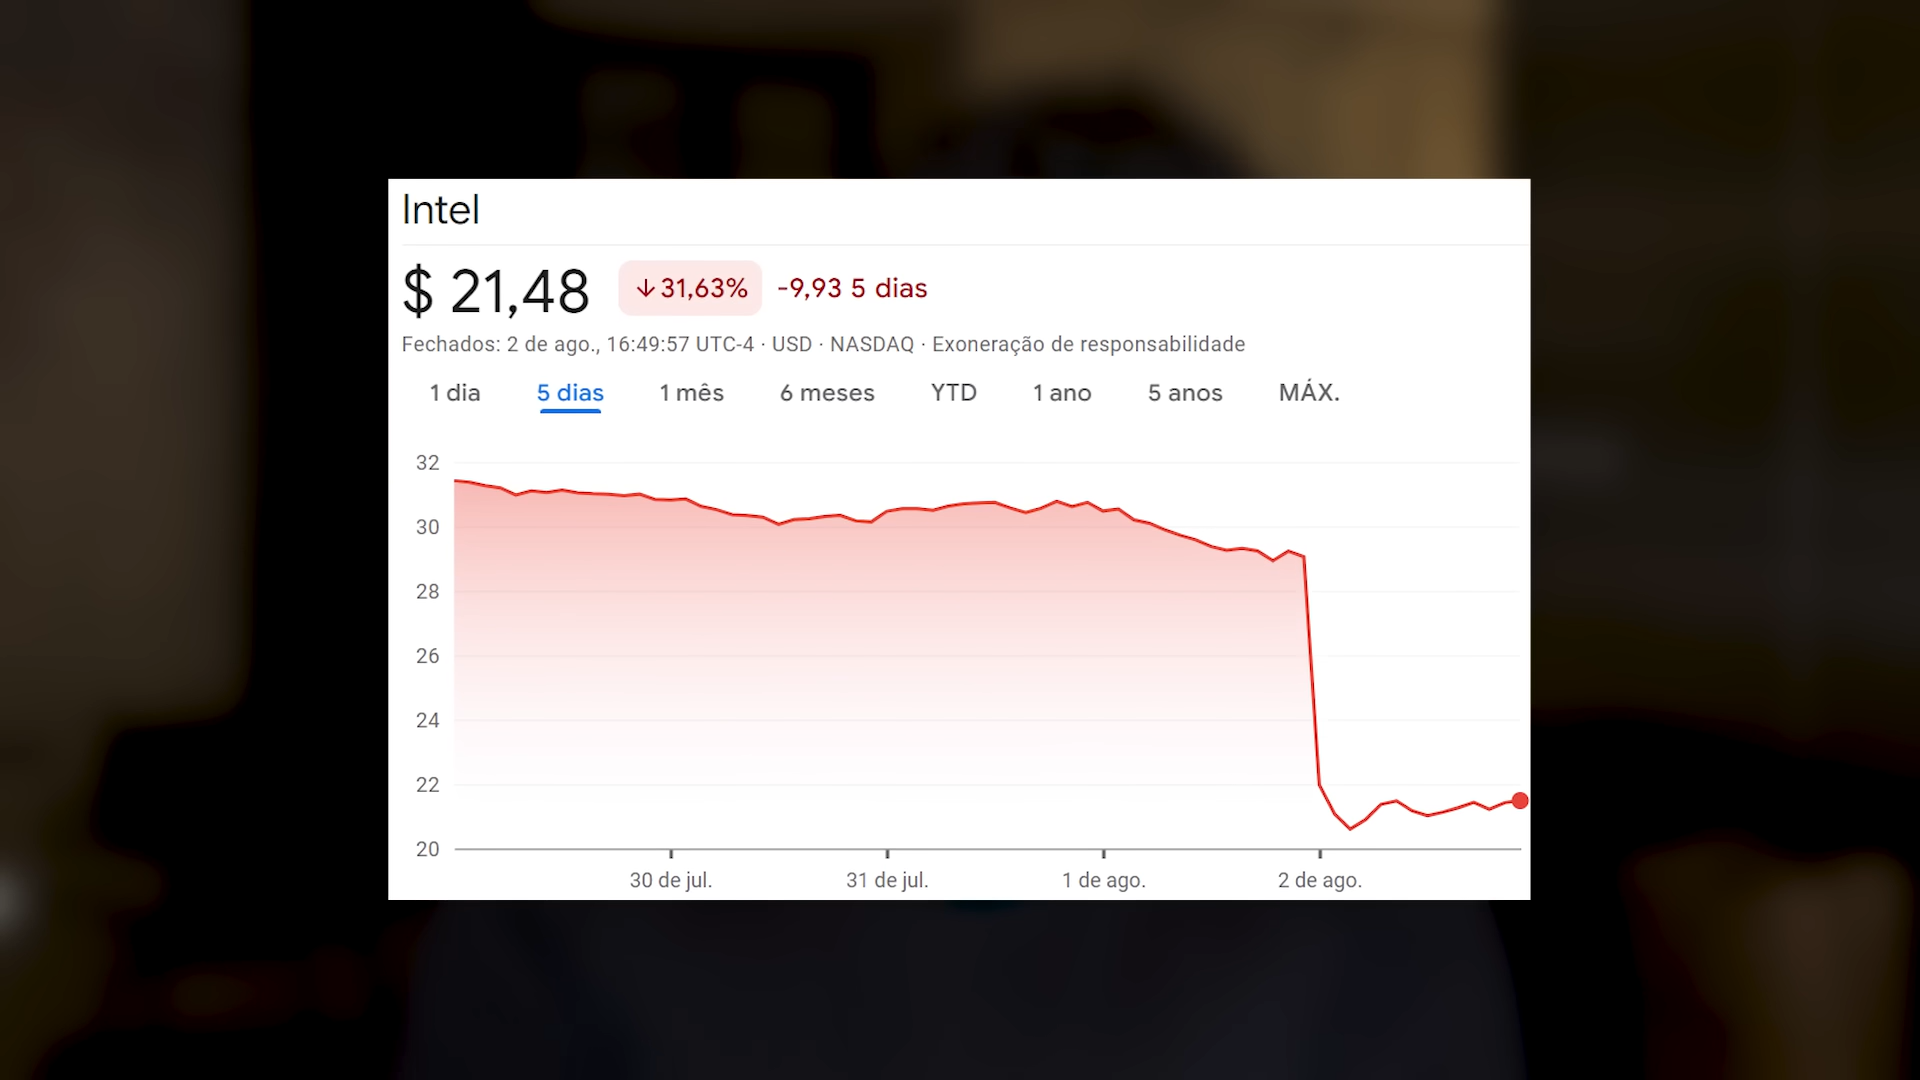 Intel
$ 21,48 ↓31,63% -9,93 5 dias
Fechados: 2 de ago., 16:49:57 UTC-4 · USD · NASDAQ · Exoneração de responsabilidade
1 dia 5 dias 1 mês 6 meses YTD 1 ano 5 anos MÁX.
32
30
28
26
24
22
20
30 de jul. 31 de jul. 1 de ago. 2 de ago.